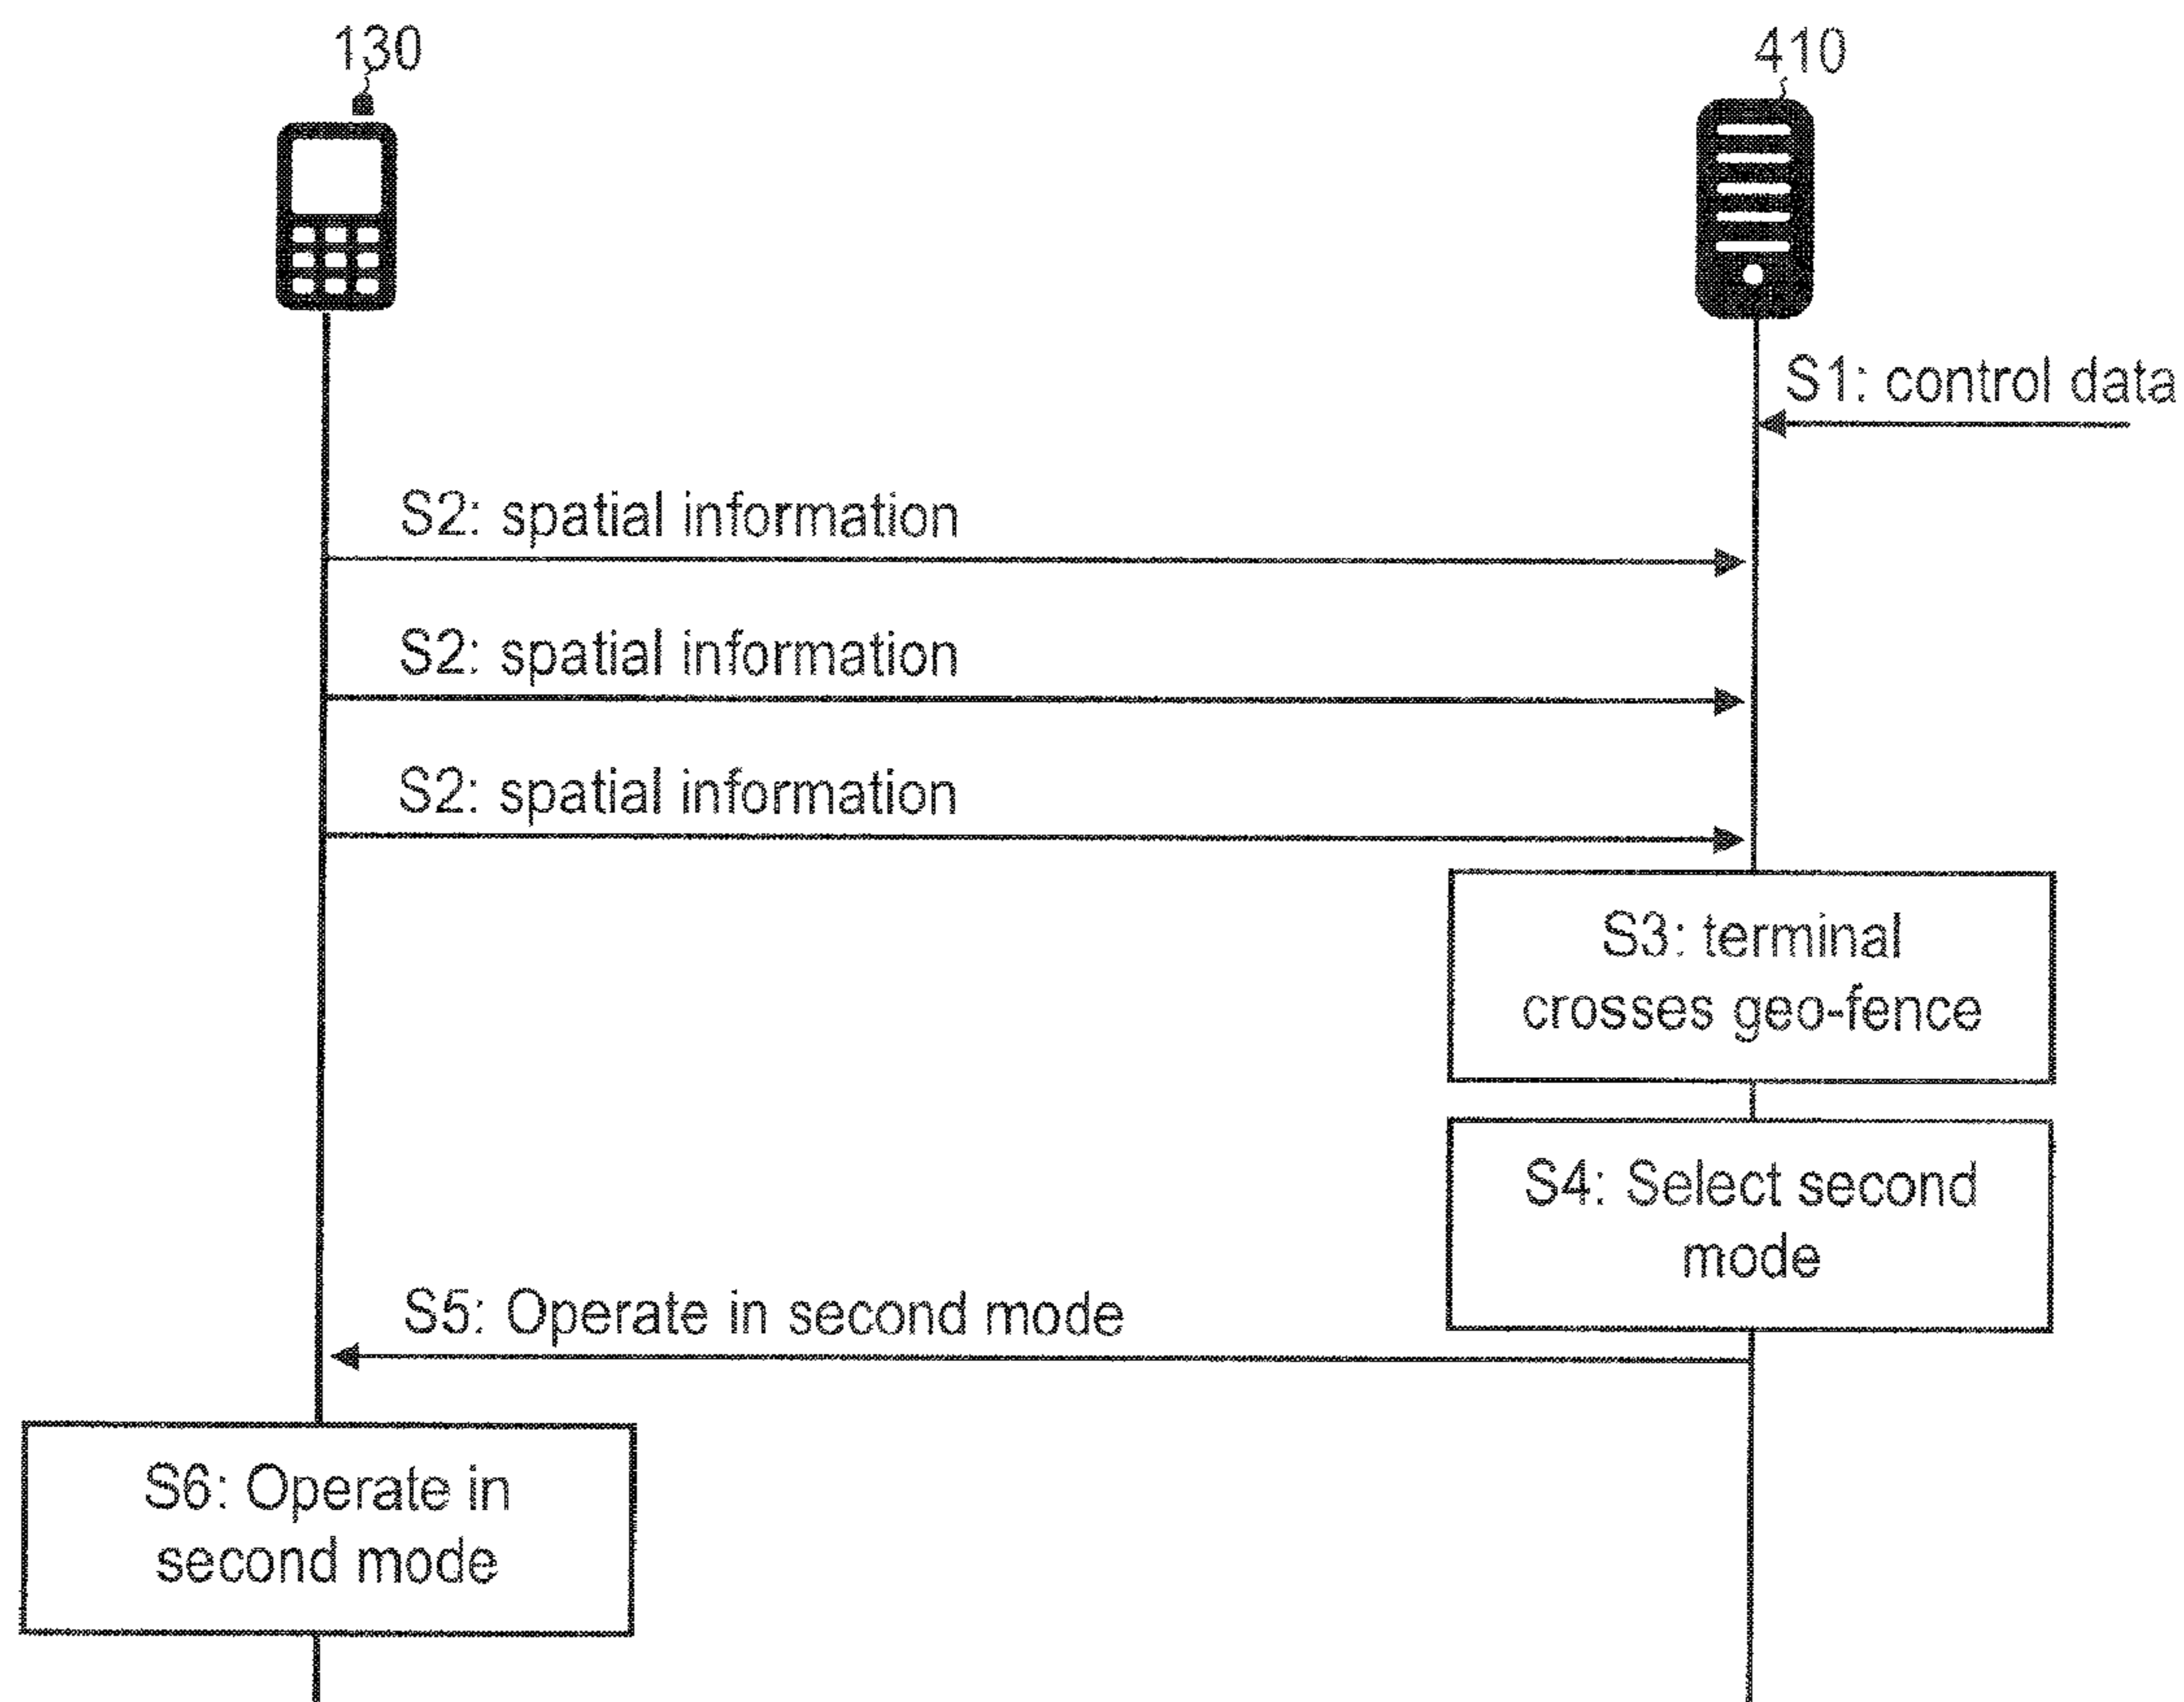 130
410
S1: control data
S2: spatial information
S2: spatial information
S2: spatial information
S3: terminal
crosses geo-fence
S4: Select second
mode
S5: Operate in second mode
S6: Operate in
second mode